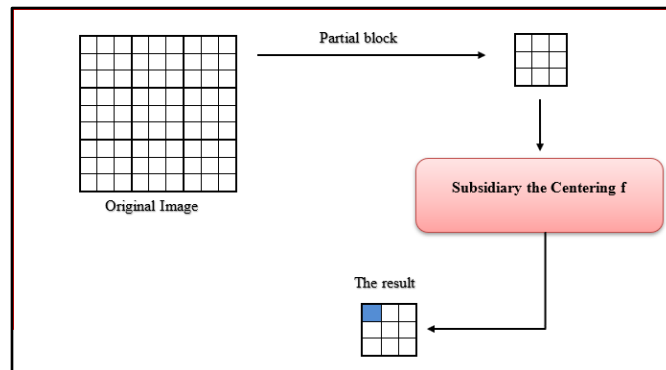 Partial block
Original Image
Subsidiary the Centering f
The result